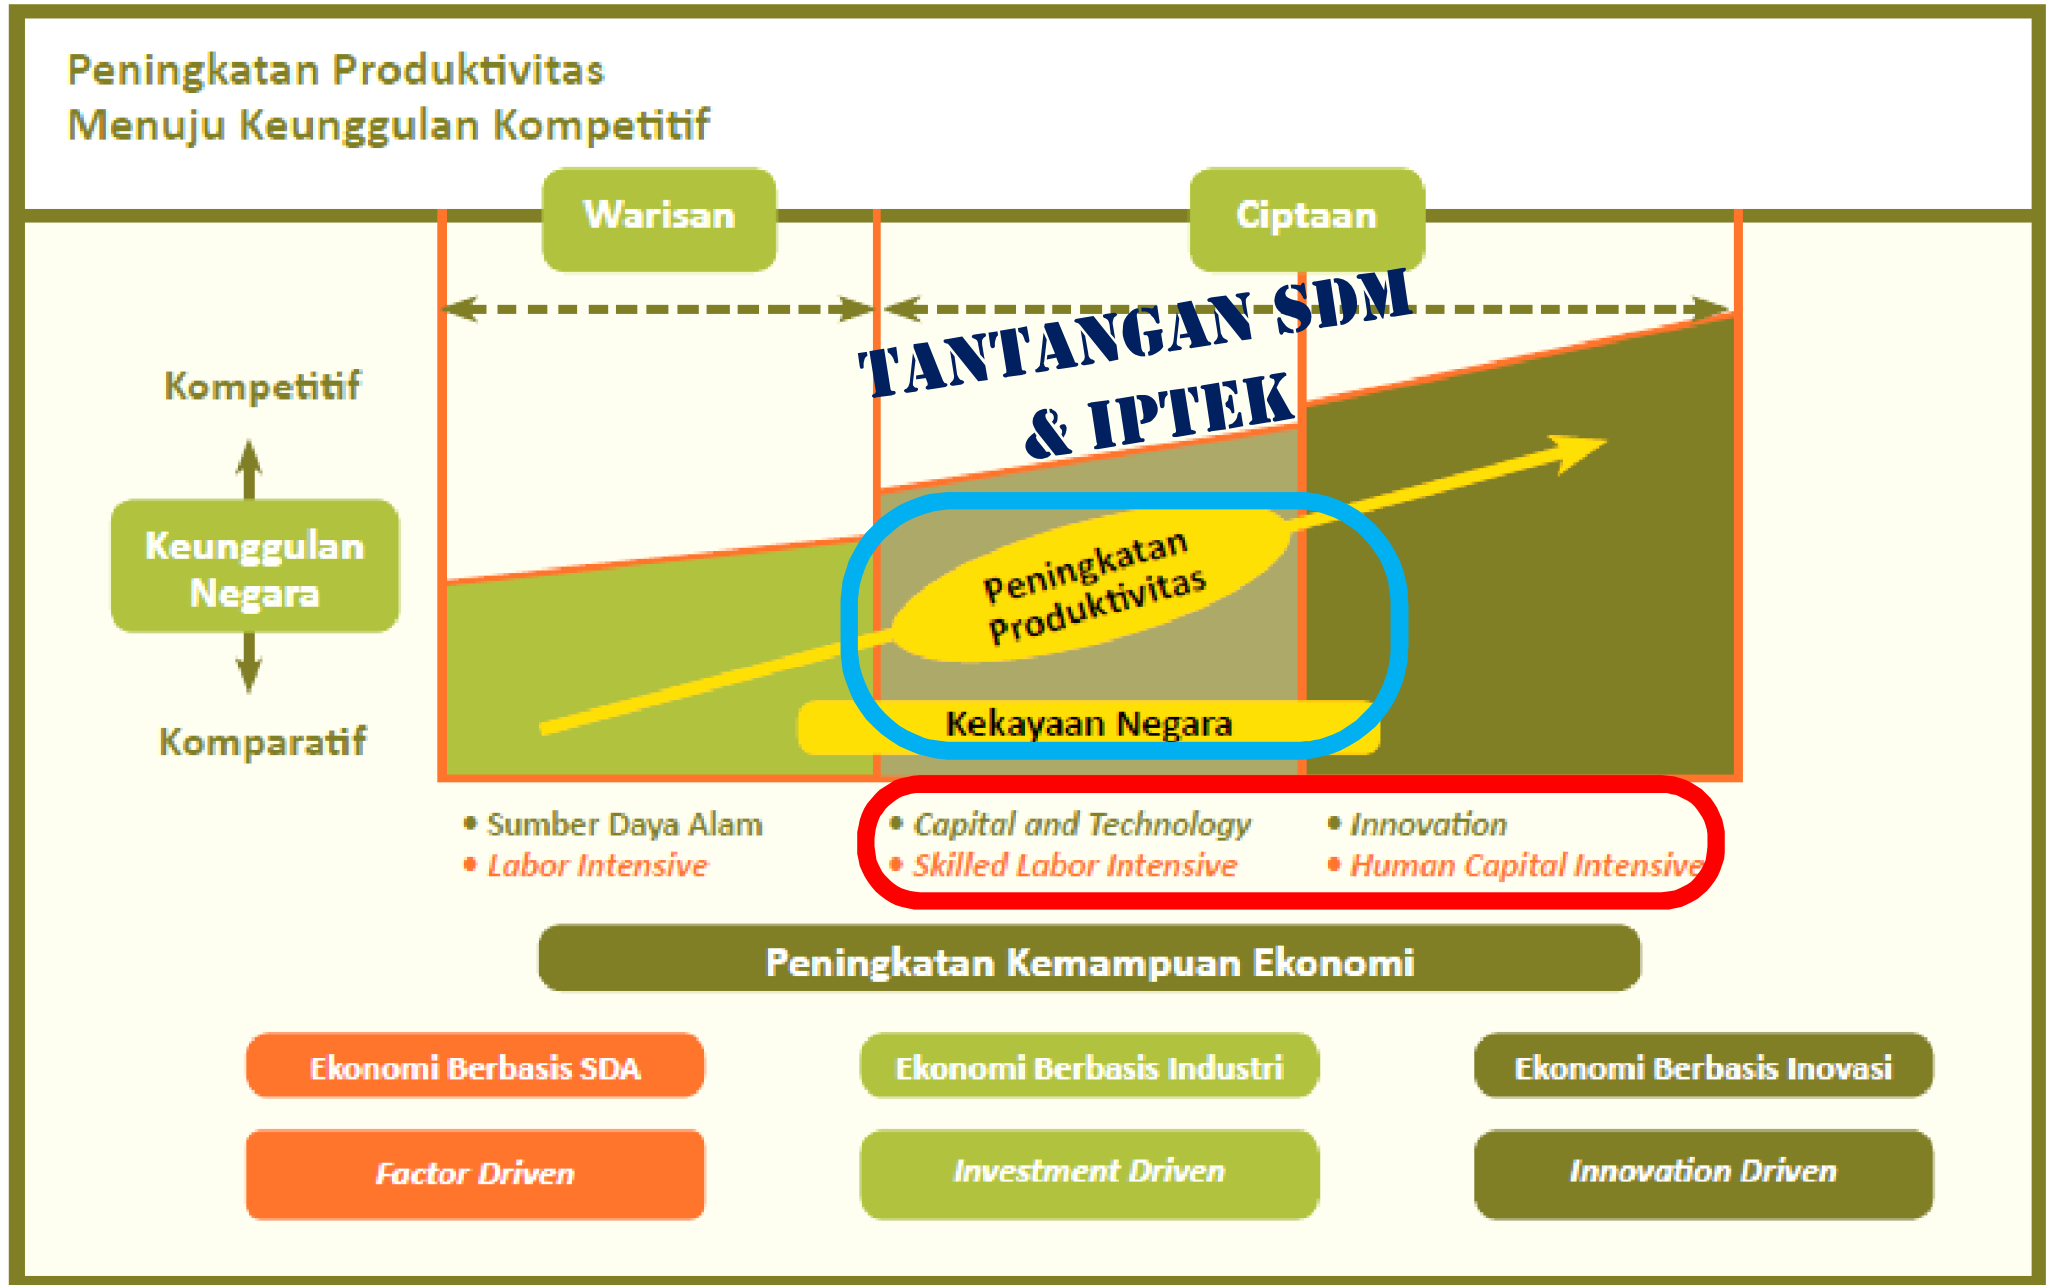 Peningkatan Produktivitas
Menuju Keunggulan Kompetitif
Warisan
Ciptaan
TANTANGAN SDM
& IPTEK
Kompetitif
Keunggulan
Negara
Komparatif
Peningkatan
Produktivitas
Kekayaan Negara
• Sumber Daya Alam
• Labor Intensive
• Capital and Technology
• Skilled Labor Intensive
• Innovation
• Human Capital Intensive
Peningkatan Kemampuan Ekonomi
Ekonomi Berbasis SDA
Ekonomi Berbasis Industri
Ekonomi Berbasis Inovasi
Factor Driven
Investment Driven
Innovation Driven